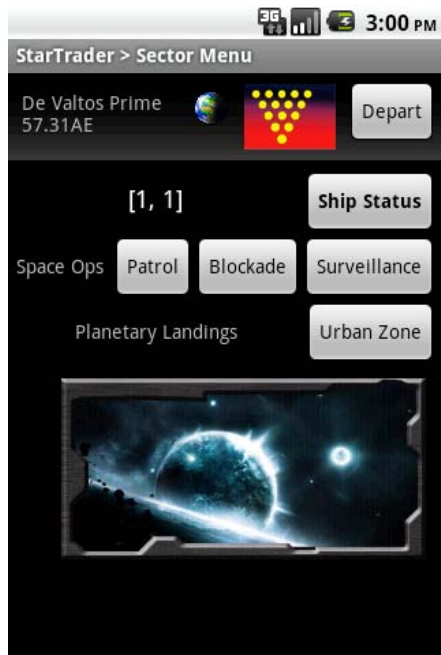 3G
3:00 PM
StarTrader > Sector Menu
De Valtos Prime
57.31AE
Depart
[1, 1]
Ship Status
Space Ops
Patrol
Blockade
Surveillance
Planetary Landings
Urban Zone